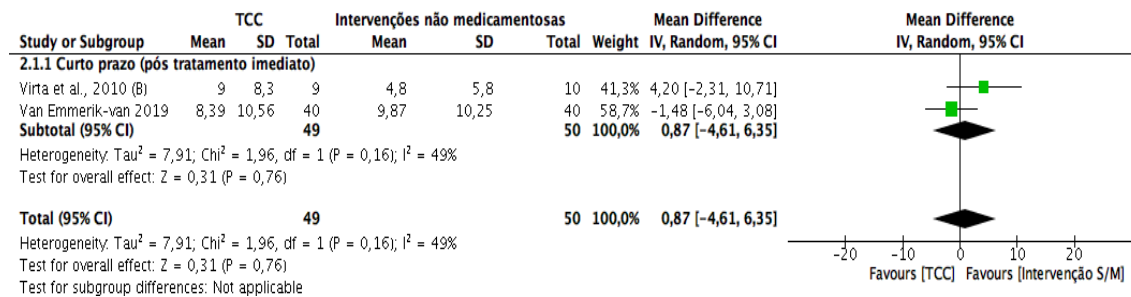 TCC Intervenções não medicamentosas Mean Difference Mean Difference
Study or Subgroup Mean SD Total Mean SD Total Weight IV, Random, 95% CI IV, Random, 95% CI
2.1.1 Curto prazo (pós tratamento imediato)
Virta et al., 2010 (B) 9 8,3 9 4,8 5,8 10 41,3% 4,20 [-2,31, 10,71]
Van Emmerik-van 2019 8,39 10,56 40 9,87 10,25 40 58,7% -1,48 [-6,04, 3,08]
Subtotal (95% CI) 49 50 100,0% 0,87 [-4,61, 6,35]
Heterogeneity: Tau² = 7,91; Chi² = 1,96, df = 1 (P = 0,16); I² = 49%
Test for overall effect: Z = 0,31 (P = 0,76)
Total (95% CI) 49 50 100,0% 0,87 [-4,61, 6,35]
Heterogeneity: Tau² = 7,91; Chi² = 1,96, df = 1 (P = 0,16); I² = 49%
Test for overall effect: Z = 0,31 (P = 0,76)
Test for subgroup differences: Not applicable
-20 -10 0 10 20
Favours [TCC] Favours [Intervenção S/M]